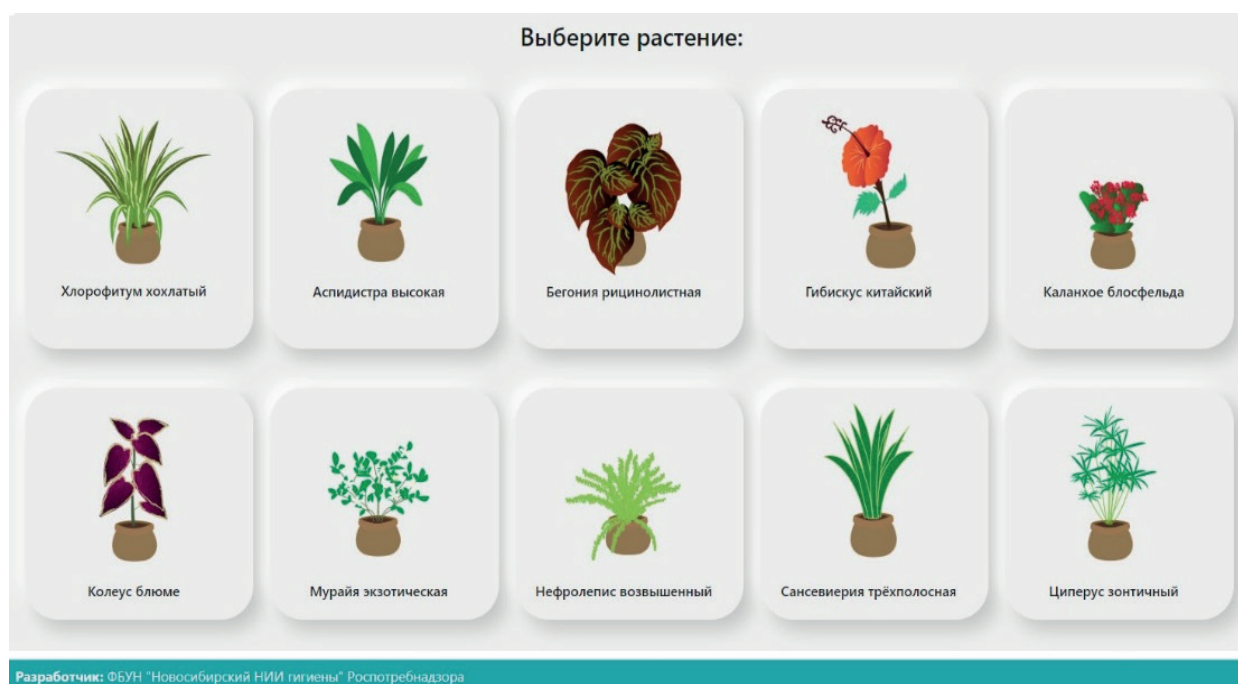 Выберите растение:
Хлорофитум хохлатый
Аспидистра высокая
Бегония рицинолистная
Гибискус китайский
Каланхое блосфельда
Колеус блюме
Мурайя экзотическая
Нефролепис возвышенный
Сансевиерия трёхполосная
Циперус зонтичный
Разработчик: ФБУН "Новосибирский НИИ гигиены" Роспотребнадзора